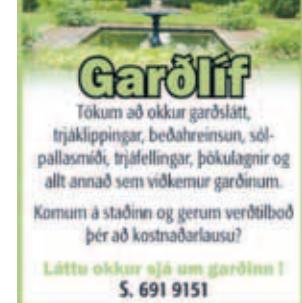 Garðlíf
Tökum að okkur garðslátt,
trjáklippingar, beðahreinsun, sól-
pallasmíði, trjáfellingar, þökulagnir og
allt annað sem viðkemur garðinum.
Komum á staðinn og gerum verðtilboð
þér að kostnaðarlausu?
Láttu okkur sjá um garðinn !
S. 691 9151